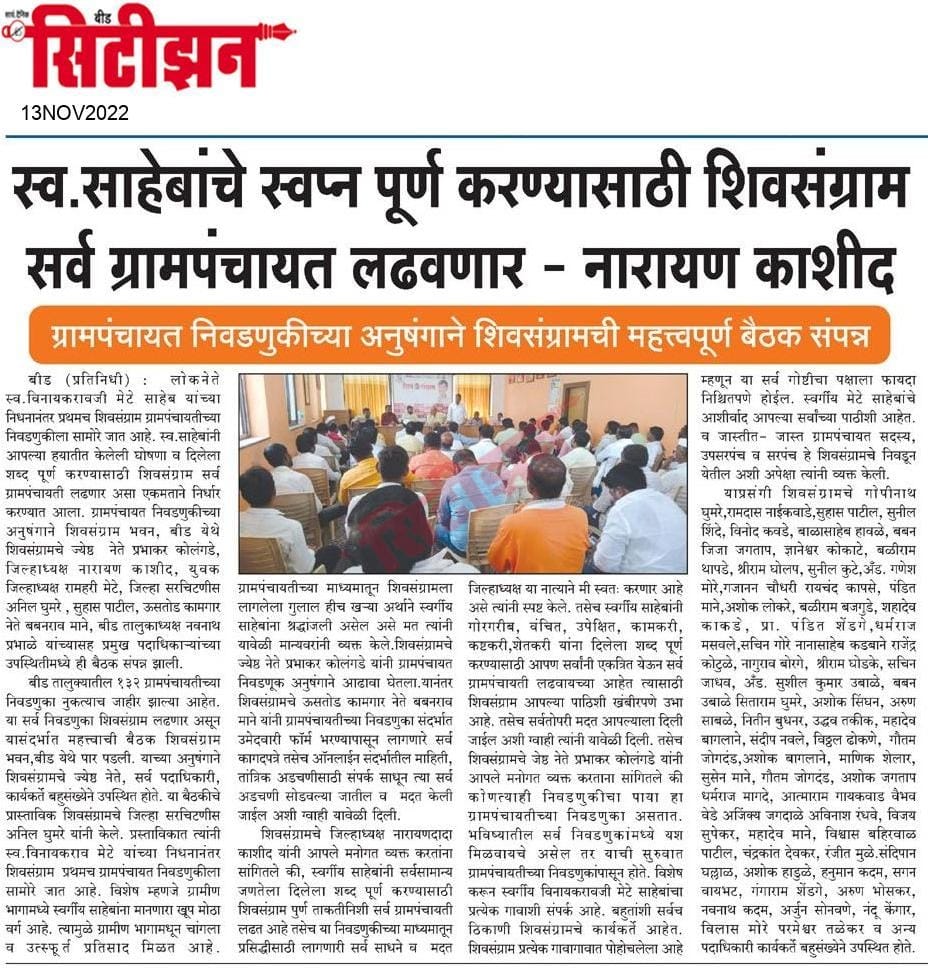 सायं.दैनिक
बीड
सिटीझन
13NOV2022
स्व.साहेबांचे स्वप्न पूर्ण करण्यासाठी शिवसंग्राम
सर्व ग्रामपंचायत लढवणार - नारायण काशीद
ग्रामपंचायत निवडणुकीच्या अनुषंगाने शिवसंग्रामची महत्त्वपूर्ण बैठक संपन्न
बीड (प्रतिनिधी) : लोकनेते
स्व.विनायकरावजी मेटे साहेब यांच्या
निधनानंतर प्रथमच शिवसंग्राम ग्रामपंचायतीच्या
निवडणुकीला सामोरे जात आहे. स्व.साहेबांनी
आपल्या हयातीत केलेली घोषणा व दिलेला
शब्द पूर्ण करण्यासाठी शिवसंग्राम सर्व
ग्रामपंचायती लढणार असा एकमताने निर्धार
करण्यात आला. ग्रामपंचायत निवडणुकीच्या
अनुषंगाने शिवसंग्राम भवन, बीड येथे
शिवसंग्रामचे ज्येष्ठ नेते प्रभाकर कोलंगडे,
जिल्हाध्यक्ष नारायण काशीद, युवक
जिल्हाध्यक्ष रामहरी मेटे, जिल्हा सरचिटणीस
अनिल घुमरे , सुहास पाटील, ऊसतोड कामगार
नेते बबनराव माने, बीड तालुकाध्यक्ष नवनाथ
प्रभाळे यांच्यासह प्रमुख पदाधिकाऱ्यांच्या
उपस्थितीमध्ये ही बैठक संपन्न झाली.
बीड तालुक्यातील १३२ ग्रामपंचायतीच्या
निवडणुका नुकत्याच जाहीर झाल्या आहेत.
या सर्व निवडणुका शिवसंग्राम लढणार असून
यासंदर्भात महत्वाची बैठक शिवसंग्राम
भवन,बीड येथे पार पडली. याच्या अनुषंगाने
शिवसंग्रामचे ज्येष्ठ नेते, सर्व पदाधिकारी,
कार्यकर्ते बहुसंख्येने उपस्थित होते. या बैठकीचे
प्रास्ताविक शिवसंग्रामचे जिल्हा सरचिटणीस
अनिल घुमरे यांनी केले. प्रस्ताविकात त्यांनी
स्व.विनायकराव मेटे यांच्या निधनानंतर
शिवसंग्राम प्रथमच ग्रामपंचायत निवडणुकीला
सामोरे जात आहे. विशेष म्हणजे ग्रामीण
भागामध्ये स्वर्गीय साहेबांना मानणारा खूप मोठा
वर्ग आहे. त्यामुळे ग्रामीण भागामधून चांगला
व उत्स्फूर्त प्रतिसाद मिळत आहे.
ग्रामपंचायतीच्या माध्यमातून शिवसंग्रामला
लागलेला गुलाल हीच खऱ्या अर्थाने स्वर्गीय
साहेबांना श्रद्धांजली असेल असे मत त्यांनी
यावेळी मान्यवरांनी व्यक्त केले.शिवसंग्रामचे
ज्येष्ठ नेते प्रभाकर कोलंगडे यांनी ग्रामपंचायत
निवडणूक अनुषंगाने आढावा घेतला.यानंतर
शिवसंग्रामचे ऊसतोड कामगार नेते बबनराव
माने यांनी ग्रामपंचायतीच्या निवडणुका संदर्भात
उमेदवारी फॉर्म भरण्यापासून लागणारे सर्व
कागदपत्रे तसेच ऑनलाईन संदर्भातील माहिती,
तांत्रिक अडचणीसाठी संपर्क साधून त्या सर्व
अडचणी सोडवल्या जातील व मदत केली
जाईल अशी ग्वाही यावेळी दिली.
शिवसंग्रामचे जिल्हाध्यक्ष नारायणदादा
काशीद यांनी आपले मनोगत व्यक्त करतांना
सांगितले की, स्वर्गीय साहेबांनी सर्वसामान्य
जणतेला दिलेला शब्द पूर्ण करण्यासाठी
शिवसंग्राम पुर्ण ताकतीनिशी सर्व ग्रामपंचायती
लढत आहे तसेच या निवडणुकीच्या माध्यमातून
प्रसिद्धीसाठी लागणारी सर्व साधने व मदत
जिल्हाध्यक्ष या नात्याने मी स्वतः करणार आहे
असे त्यांनी स्पष्ट केले. तसेच स्वर्गीय साहेबांनी
गोरगरीब, वंचित, उपेक्षित, कामकरी,
कष्टकरी,शेतकरी यांना दिलेला शब्द पूर्ण
करण्यासाठी आपण सर्वांनी एकत्रित येऊन सर्व
ग्रामपंचायती लढवायच्या आहेत त्यासाठी
शिवसंग्राम आपल्या पाठिशी खंबीरपणे उभा
आहे. तसेच सर्वतोपरी मदत आपल्याला दिली
जाईल अशी ग्वाही त्यांनी यावेळी दिली. तसेच
शिवसंग्रामचे जेष्ठ नेते प्रभाकर कोलंगडे यांनी
आपले मनोगत व्यक्त करताना सांगितले की
कोणत्याही निवडणुकीचा पाया हा
ग्रामपंचायतीच्या निवडणुका असतात.
भविष्यातील सर्व निवडणुकांमध्ये यश
मिळवायचे असेल तर याची सुरुवात
ग्रामपंचायतीच्या निवडणुकांपासून होते. विशेष
करून स्वर्गीय विनायकरावजी मेटे साहेबांचा
प्रत्येक गावाशी संपर्क आहे. बहुतांशी सर्वच
ठिकाणी शिवसंग्रामचे कार्यकर्ते आहेत.
शिवसंग्राम प्रत्येक गावागावात पोहोचलेला आहे
म्हणून या सर्व गोष्टीचा पक्षाला फायदा
निश्चितपणे होईल. स्वर्गीय मेटे साहेबांचे
आशीर्वाद आपल्या सर्वांच्या पाठीशी आहेत.
व जास्तीत- जास्त ग्रामपंचायत सदस्य,
उपसरपंच व सरपंच हे शिवसंग्रामचे निवडून
येतील अशी अपेक्षा त्यांनी व्यक्त केली.
याप्रसंगी शिवसंग्रामचे गोपीनाथ
घुमरे,रामदास नाईकवाडे,सुहास पाटील, सुनील
शिंदे, विनोद कवडे, बाळासाहेब हावळे, बबन
जिजा जगताप, ज्ञानेश्वर कोकाटे, बळीराम
थापडे, श्रीराम घोलप, सुनील कुटे,अ‍ॅड. गणेश
मोरे,गजानन चौधरी रायचंद कापसे, पंडित
माने,अशोक लोकरे, बळीराम बजगुडे, शहादेव
काकडे, प्रा. पंडित शेंडगे,धर्मराज
मसवले,सचिन गोरे नानासाहेब कडबाने राजेंद्र
कोटुळे, नागुराव बोरगे, श्रीराम घोडके, सचिन
जाधव, अ‍ॅड. सुशील कुमार उबाळे, बबन
उबाळे सिताराम घुमरे, अशोक सिंघन, अरुण
साबळे, नितीन बुधनर, उद्धव तकीक, महादेव
बागलाने, संदीप नवले, विठ्ठल ढोकणे, गौतम
जोगदंड,अशोक बागलाने, माणिक शेलार,
सुसेन माने, गौतम जोगदंड, अशोक जगताप
धर्मराज मागदे, आत्माराम गायकवाड वैभव
वेडे अजिंक्य जगदाळे अविनाश रंधवे, विजय
सुपेकर, महादेव माने, विश्वास बहिरवाळ
पाटील, चन्द्रकांत देवकर, रंजीत मुळे.संदिपान
घल्लाळ, अशोक हाडुळे, हनुमान कदम, सगन
वायभट, गंगाराम शेंडगे, अरुण भोसकर,
नवनाथ कदम, अर्जुन सोनवणे, नंदू केंगार,
विलास मोरे परमेश्वर तळेकर व अन्य
पदाधिकारी कार्यकर्ते बहुसंख्येने उपस्थित होते.